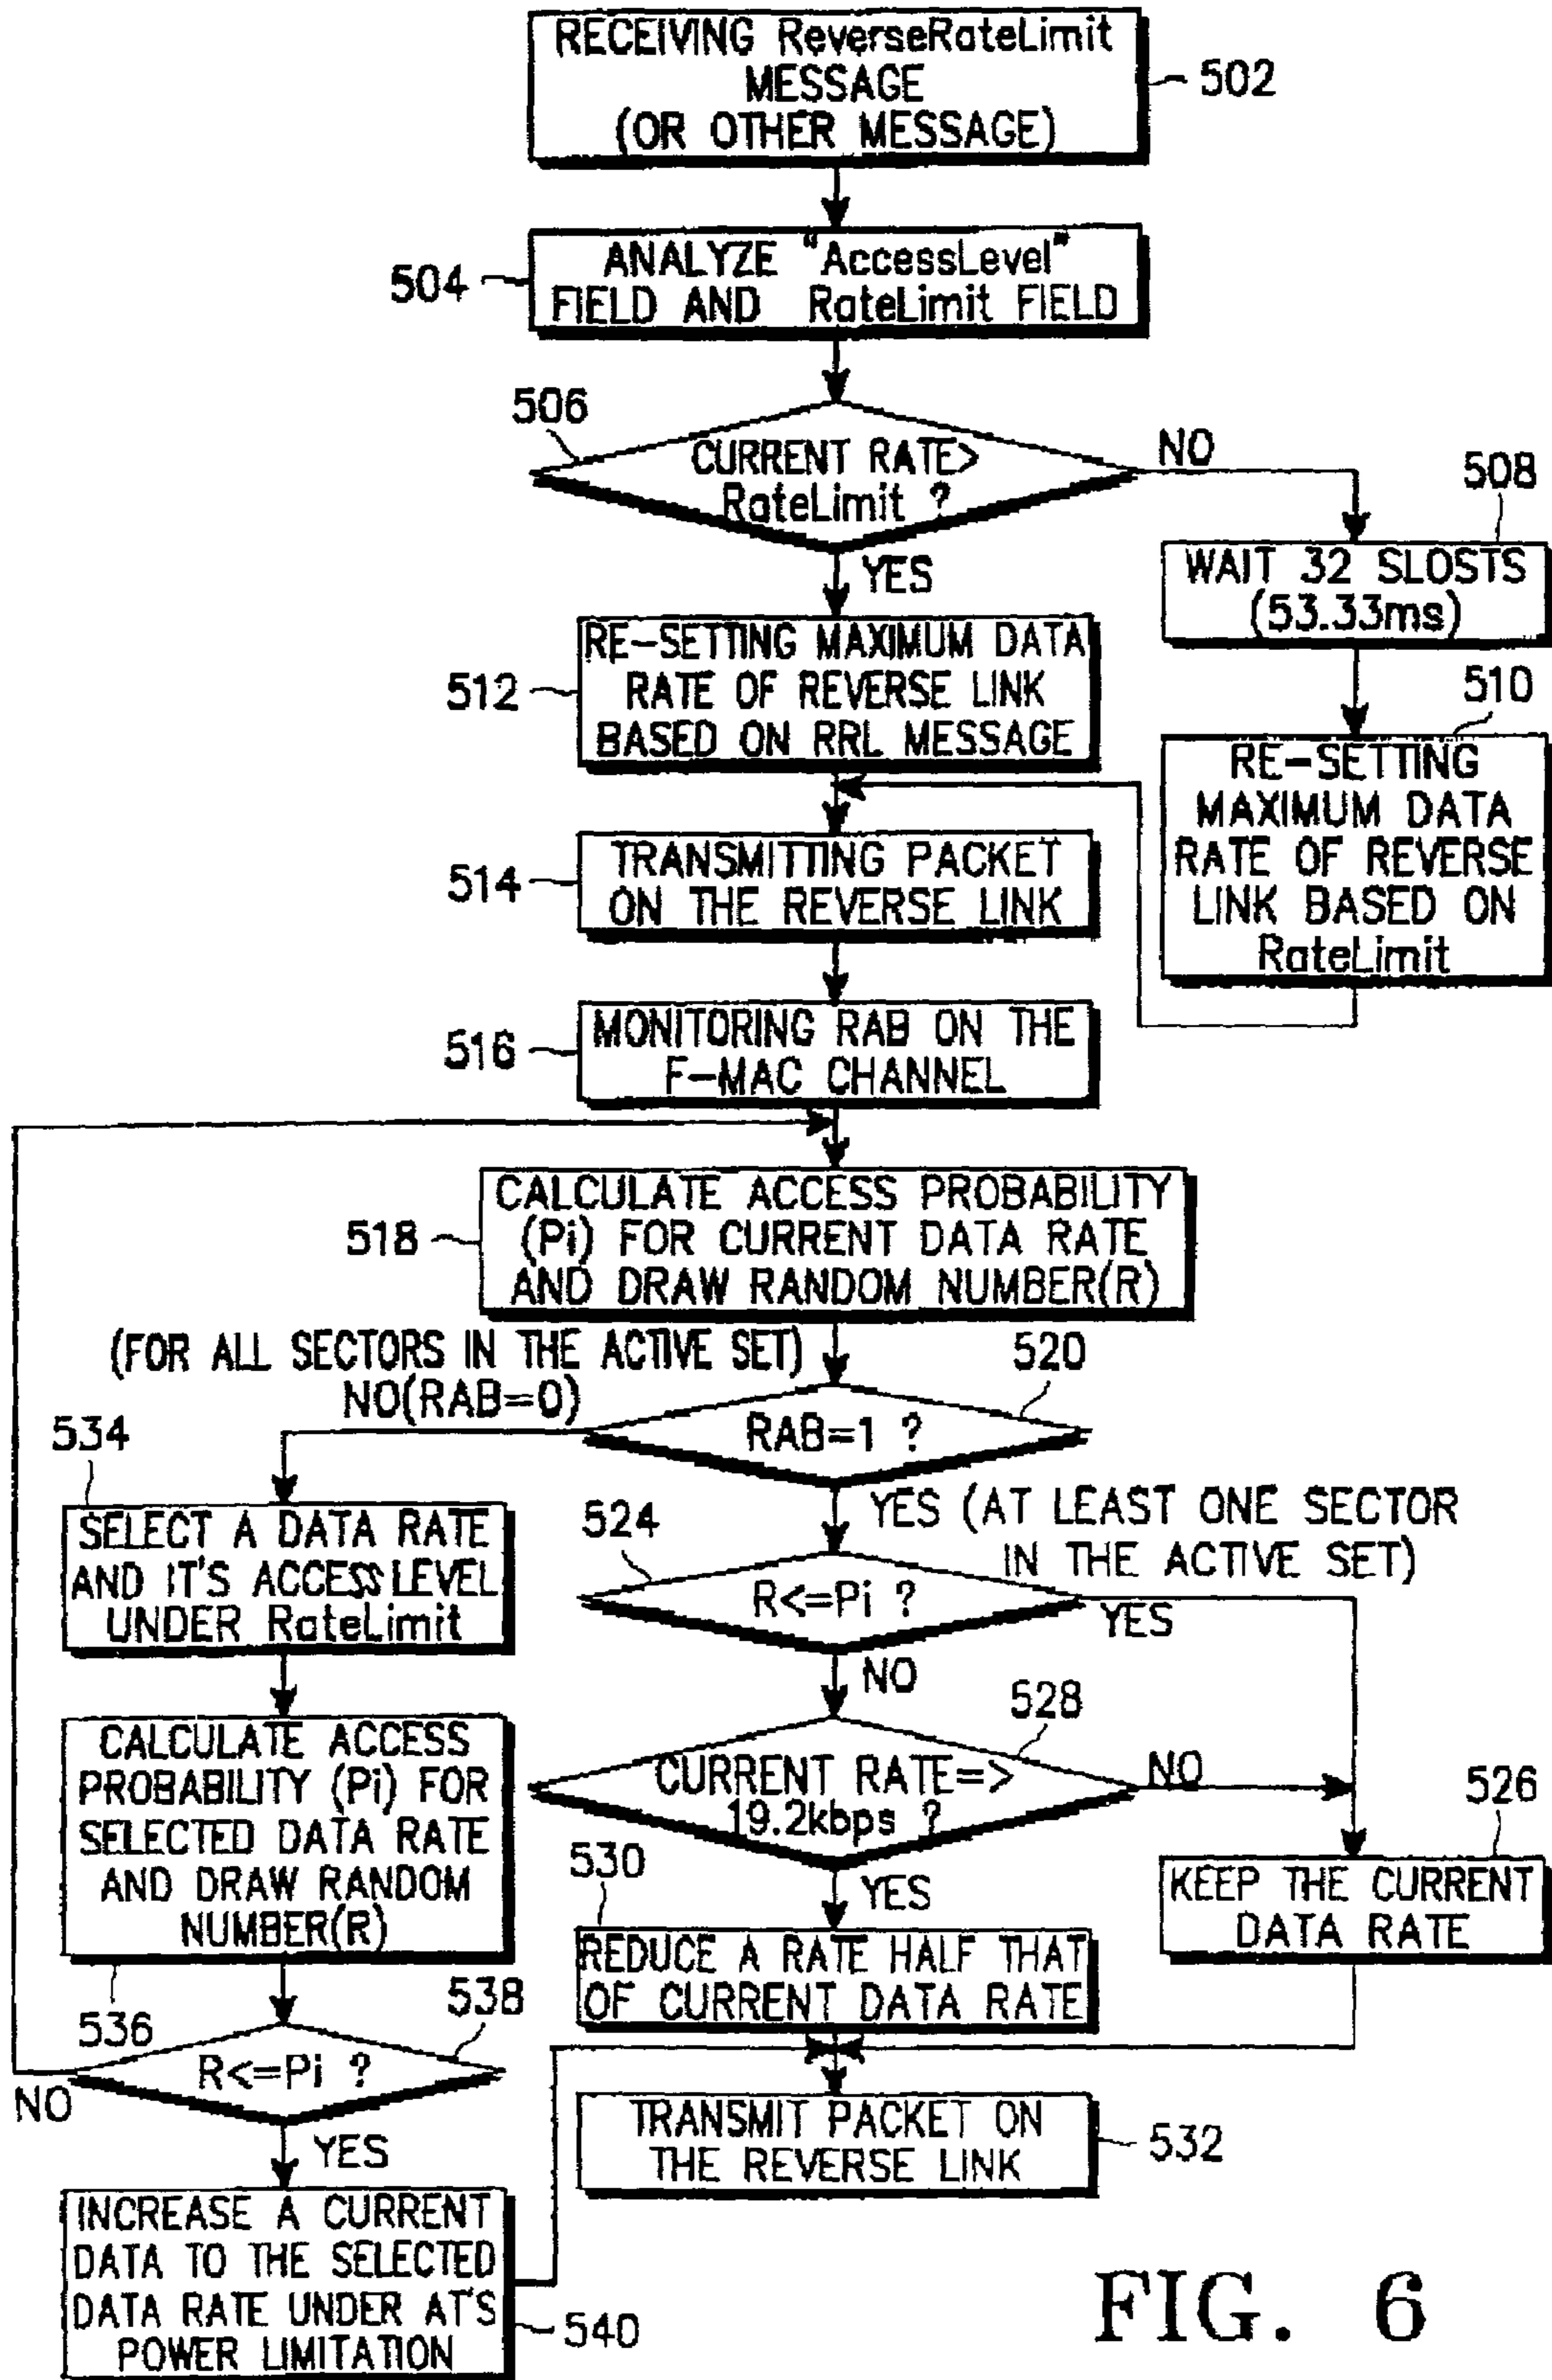 RECEIVING ReverseRateLimit
MESSAGE
(OR OTHER MESSAGE)
502
504
ANALYZE "AccessLevel"
FIELD AND RateLimit FIELD
506
CURRENT RATE>
RateLimit ?
NO
YES
508
WAIT 32 SLOSTS
(53.33ms)
512
RE-SETTING MAXIMUM DATA
RATE OF REVERSE LINK
BASED ON RRL MESSAGE
510
RE-SETTING
MAXIMUM DATA
RATE OF REVERSE
LINK BASED ON
RateLimit
514
TRANSMITTING PACKET
ON THE REVERSE LINK
516
MONITORING RAB ON THE
F-MAC CHANNEL
518
CALCULATE ACCESS PROBABILITY
(Pi) FOR CURRENT DATA RATE
AND DRAW RANDOM NUMBER(R)
(FOR ALL SECTORS IN THE ACTIVE SET)
NO(RAB=0)
520
RAB=1 ?
YES (AT LEAST ONE SECTOR
IN THE ACTIVE SET)
534
SELECT A DATA RATE
AND IT'S ACCESS LEVEL
UNDER RateLimit
524
R<=Pi ?
YES
NO
536
CALCULATE ACCESS
PROBABILITY (Pi) FOR
SELECTED DATA RATE
AND DRAW RANDOM
NUMBER(R)
528
CURRENT RATE=>
19.2kbps ?
NO
YES
526
KEEP THE CURRENT
DATA RATE
530
REDUCE A RATE HALF THAT
OF CURRENT DATA RATE
538
R<=Pi ?
NO
YES
TRANSMIT PACKET ON
THE REVERSE LINK
532
INCREASE A CURRENT
DATA TO THE SELECTED
DATA RATE UNDER AT'S
POWER LIMITATION
540
FIG. 6